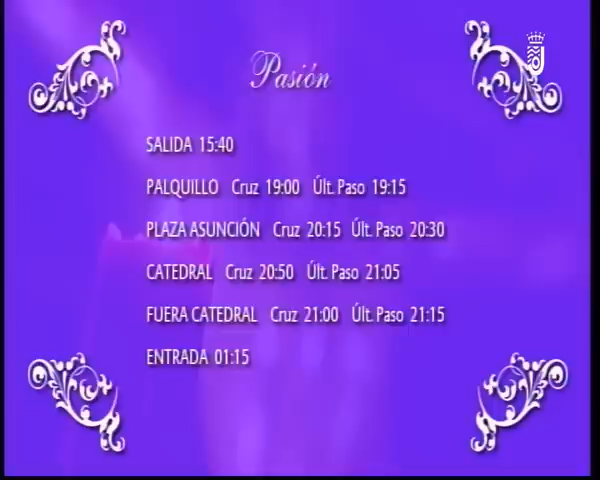 Pasión
SALIDA 15:40
PALQUILLO Cruz 19:00 Últ. Paso 19:15
PLAZA ASUNCIÓN Cruz 20:15 Últ. Paso 20:30
CATEDRAL Cruz 20:50 Últ. Paso 21:05
FUERA CATEDRAL Cruz 21:00 Últ. Paso 21:15
ENTRADA 01:15